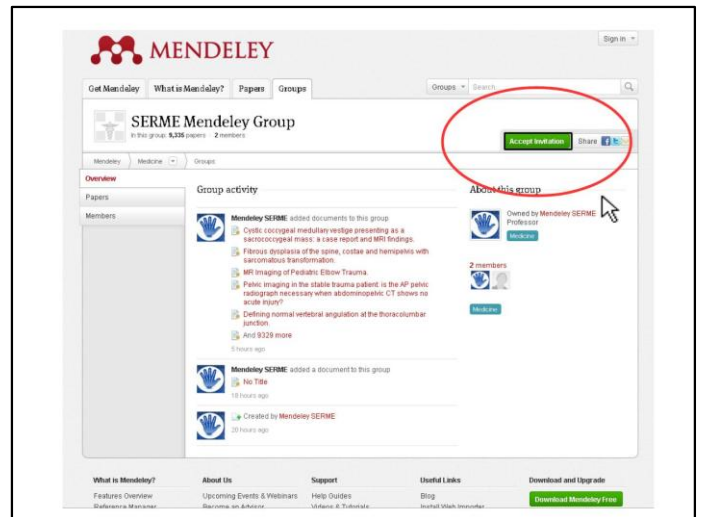 MENDELEY
Sign in
Get Mendeley What is Mendeley? Papers Groups
Groups Search
SERME Mendeley Group
In this group: 9,335 papers · 2 members
Accept Invitation Share
Mendeley Medicine Groups
Overview
Papers
Members
Group activity
Mendeley SERME added documents to this group
Cystic coccygeal medullary vestige presenting as a
sacrococcygeal mass: a case report and MRI findings.
Fibrous dysplasia of the spine, costae and hemipelvis with
sarcomatous transformation.
MR Imaging of Pediatric Elbow Trauma.
Pelvic imaging in the stable trauma patient: is the AP pelvic
radiograph necessary when abdominopelvic CT shows no
acute injury?
Defining normal vertebral angulation at the thoracolumbar
junction.
And 9329 more
5 hours ago
Mendeley SERME added a document to this group
No Title
18 hours ago
Created by Mendeley SERME
20 hours ago
About this group
Owned by Mendeley SERME
Professor
Medicine
2 members
Medicine
What is Mendeley? About Us Support Useful Links Download and Upgrade
Features Overview Upcoming Events & Webinars Help Guides Blog Download Mendeley Free
Reference Manager Become an Advisor Videos & Tutorials Install Web Importer